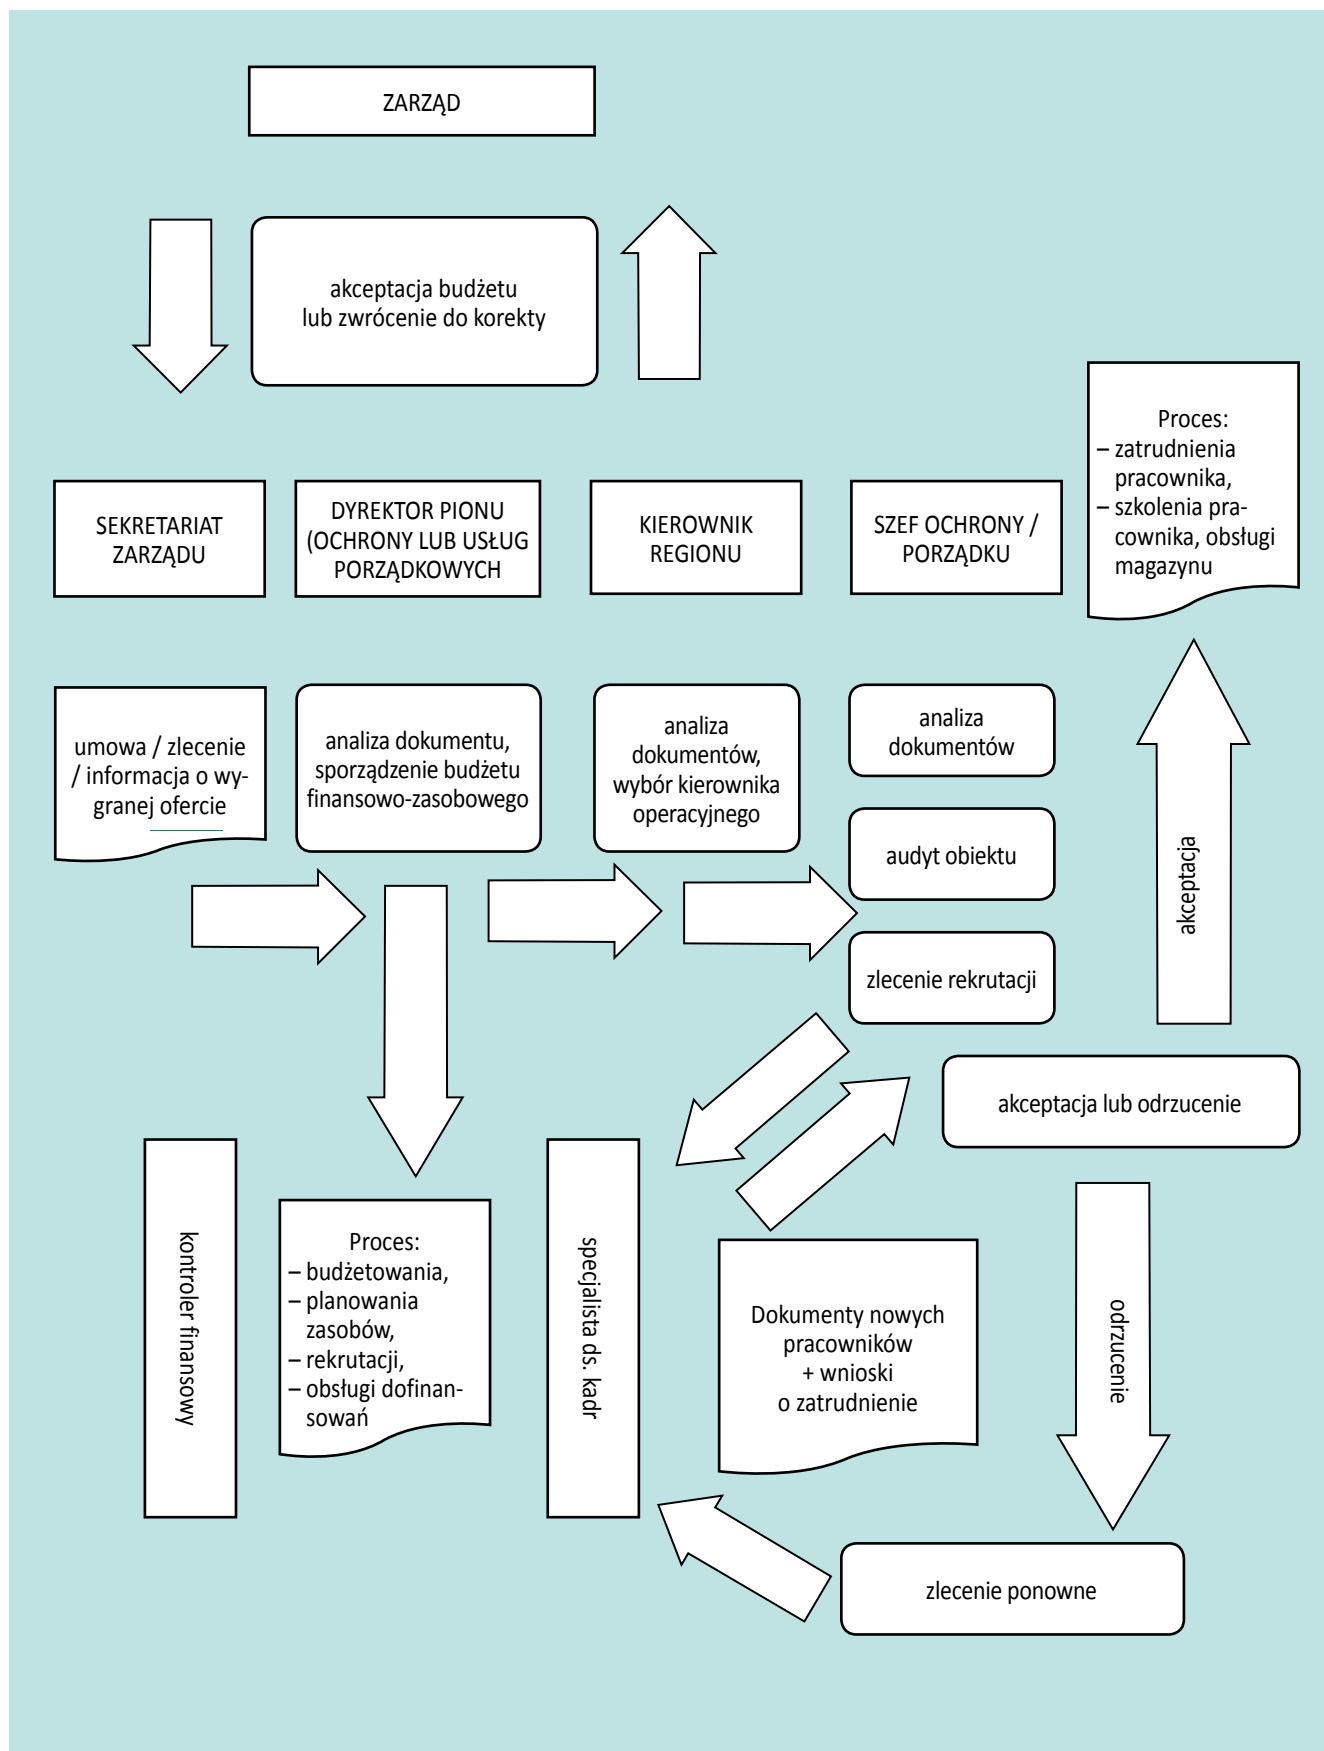 ZARZĄD
akceptacja budżetu
lub zwrócenie do korekty
Proces:
– zatrudnienia
pracownika,
– szkolenia pra-
cownika, obsługi
magazynu
SEKRETARIAT
ZARZĄDU
DYREKTOR PIONU
(OCHRONY LUB USŁUG
PORZĄDKOWYCH
KIEROWNIK
REGIONU
SZEF OCHRONY /
PORZĄDKU
umowa / zlecenie
/ informacja o wy-
granej ofercie
analiza dokumentu,
sporządzenie budżetu
finansowo-zasobowego
analiza
dokumentów,
wybór kierownika
operacyjnego
analiza
dokumentów
audyt obiektu
zlecenie rekrutacji
akceptacja
akceptacja lub odrzucenie
kontroler finansowy
Proces:
– budżetowania,
– planowania
zasobów,
– rekrutacji,
– obsługi dofinan-
sowań
specjalista ds. kadr
Dokumenty nowych
pracowników
+ wnioski
o zatrudnienie
odrzucenie
zlecenie ponowne